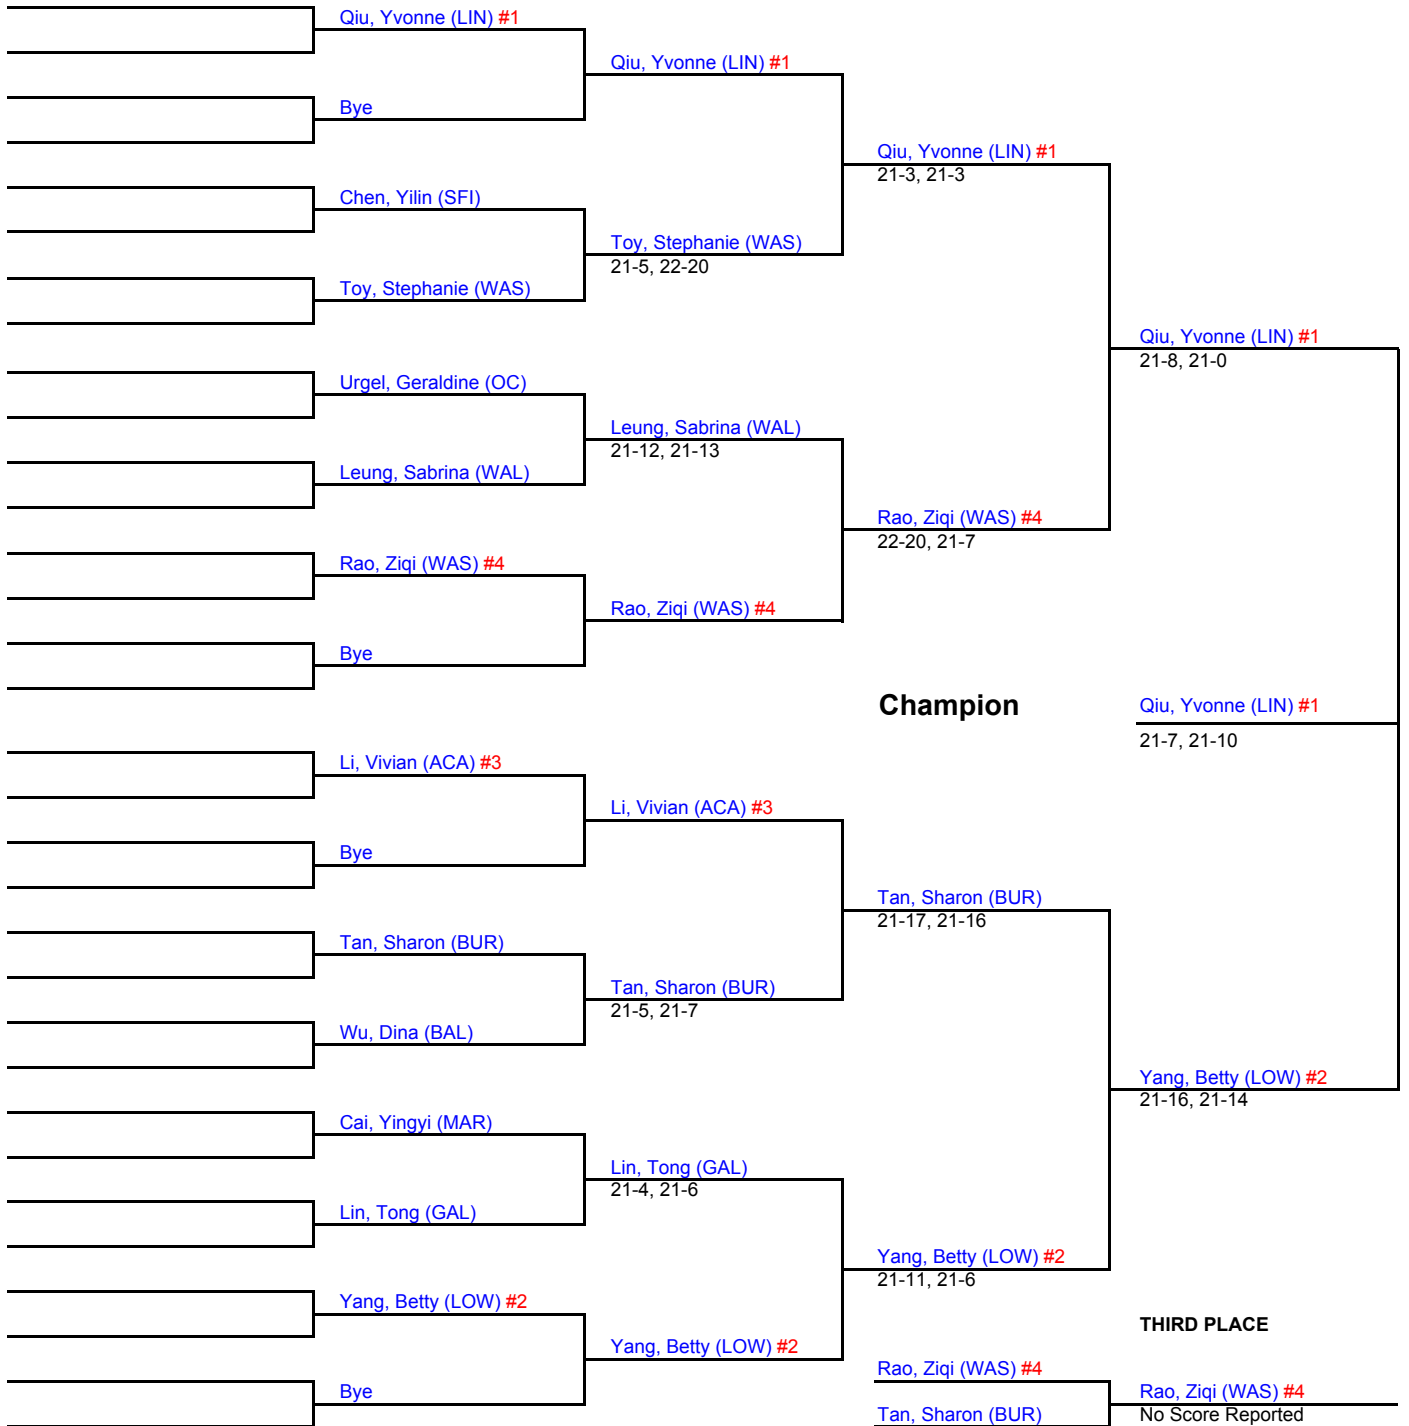 Qiu, Yvonne (LIN) #1
Qiu, Yvonne (LIN) #1
Bye
Qiu, Yvonne (LIN) #1
21-3, 21-3
Chen, Yilin (SFI)
Toy, Stephanie (WAS)
21-5, 22-20
Toy, Stephanie (WAS)
Qiu, Yvonne (LIN) #1
21-8, 21-0
Urgel, Geraldine (OC)
Leung, Sabrina (WAL)
21-12, 21-13
Leung, Sabrina (WAL)
Rao, Ziqi (WAS) #4
22-20, 21-7
Rao, Ziqi (WAS) #4
Rao, Ziqi (WAS) #4
Bye
Champion
Qiu, Yvonne (LIN) #1
21-7, 21-10
Li, Vivian (ACA) #3
Li, Vivian (ACA) #3
Bye
Tan, Sharon (BUR)
21-17, 21-16
Tan, Sharon (BUR)
Tan, Sharon (BUR)
21-5, 21-7
Wu, Dina (BAL)
Yang, Betty (LOW) #2
21-16, 21-14
Cai, Yingyi (MAR)
Lin, Tong (GAL)
21-4, 21-6
Lin, Tong (GAL)
Yang, Betty (LOW) #2
21-11, 21-6
Yang, Betty (LOW) #2
THIRD PLACE
Yang, Betty (LOW) #2
Rao, Ziqi (WAS) #4
Bye
Rao, Ziqi (WAS) #4
Tan, Sharon (BUR)
No Score Reported